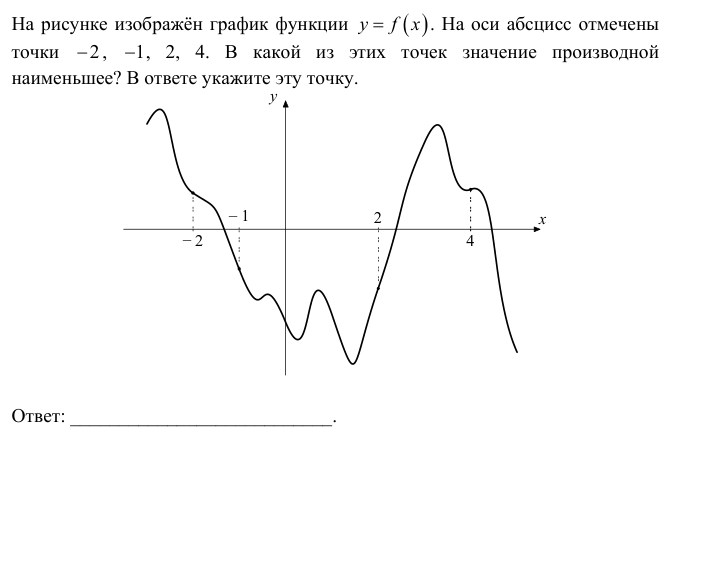 На рисунке изображён график функции y = f(x). На оси абсцисс отмечены
точки −2, −1, 2, 4. В какой из этих точек значение производной
наименьшее? В ответе укажите эту точку.
y
−1
2
x
−2
4
Ответ: ____________________________.